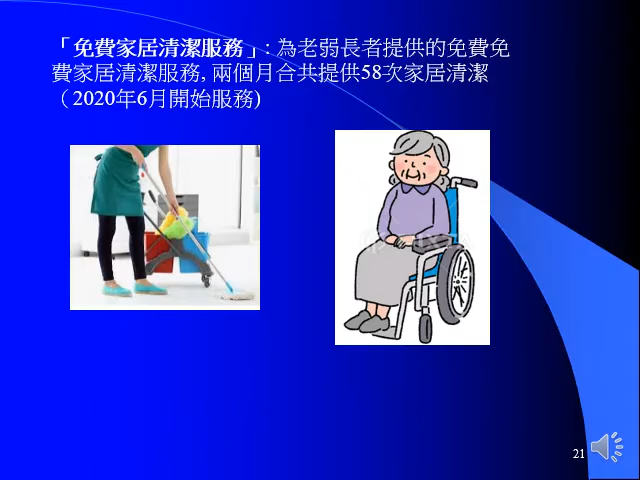 「免費家居清潔服務」: 為老弱長者提供的免費免
費家居清潔服務, 兩個月合共提供58次家居清潔
（2020年6月開始服務)
21